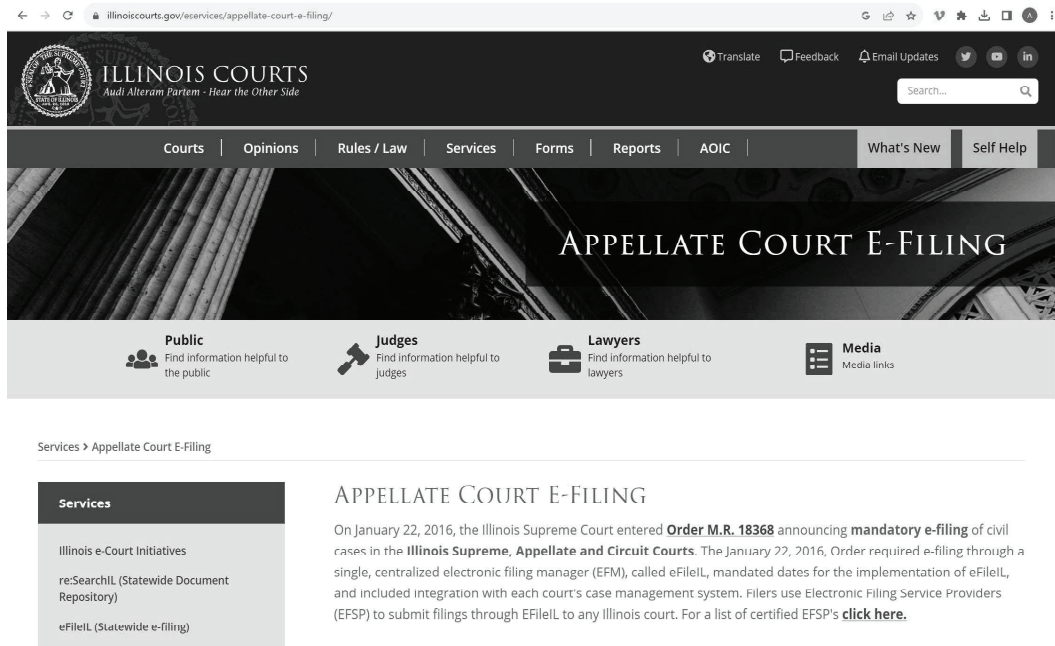 illinoiscourts.gov/eservices/appellate-court-e-filing/
ILLINOIS COURTS
Audi Alteram Partem - Hear the Other Side
Translate Feedback Email Updates
Search...
Courts Opinions Rules / Law Services Forms Reports AOIC What's New Self Help
APPELLATE COURT E-FILING
Public
Find information helpful to
the public
Judges
Find information helpful to
judges
Lawyers
Find information helpful to
lawyers
Media
Media links
Services > Appellate Court E-Filing
Services
Illinois e-Court Initiatives
re:SearchIL (Statewide Document
Repository)
eFileIL (Statewide e-filing)
APPELLATE COURT E-FILING
On January 22, 2016, the Illinois Supreme Court entered Order M.R. 18368 announcing mandatory e-filing of civil
cases in the Illinois Supreme, Appellate and Circuit Courts. The January 22, 2016, Order required e-filing through a
single, centralized electronic filing manager (EFM), called eFileIL, mandated dates for the implementation of eFileIL,
and included integration with each court's case management system. Filers use Electronic Filing Service Providers
(EFSP) to submit filings through EFileIL to any Illinois court. For a list of certified EFSP's click here.